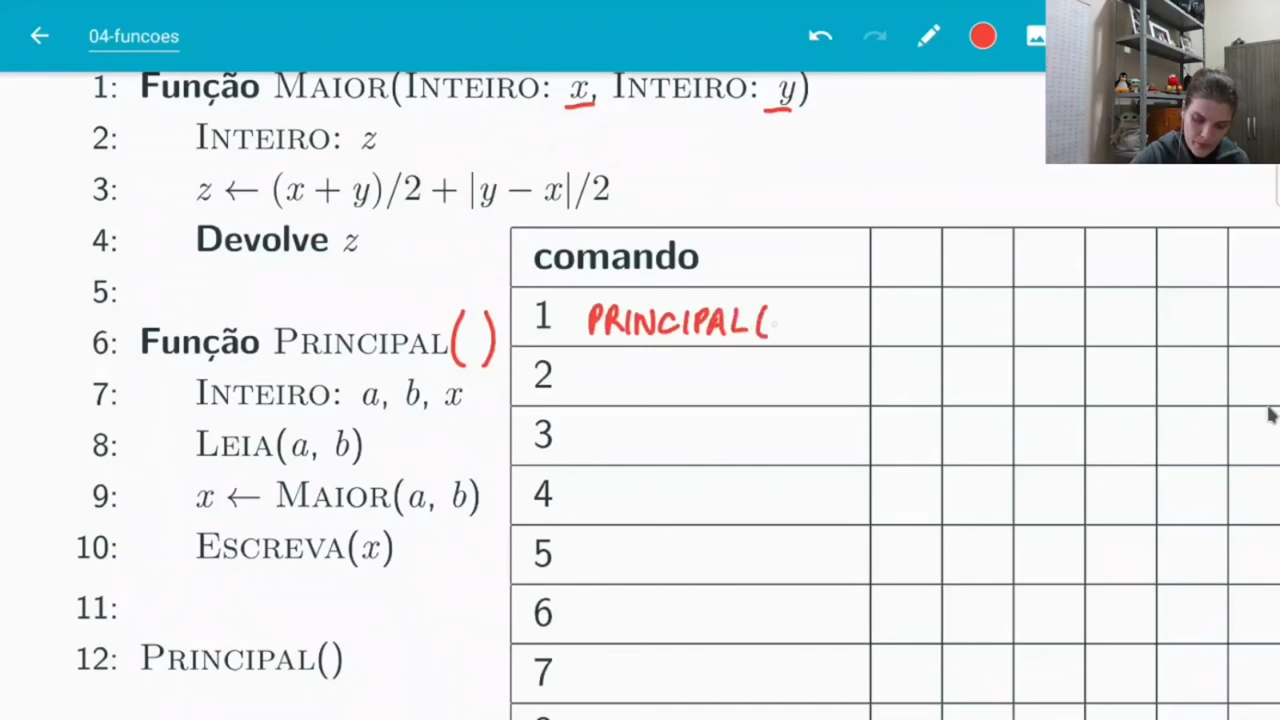 04-funcoes
1: Função MAIOR(INTEIRO: x, INTEIRO: y)
2: INTEIRO: z
3: z ← (x + y)/2 + |y − x|/2
4: Devolve z
5:
6: Função PRINCIPAL()
7: INTEIRO: a, b, x
8: LEIA(a, b)
9: x ← MAIOR(a, b)
10: ESCREVA(x)
11:
12: PRINCIPAL()
comando
1 PRINCIPAL(
2
3
4
5
6
7